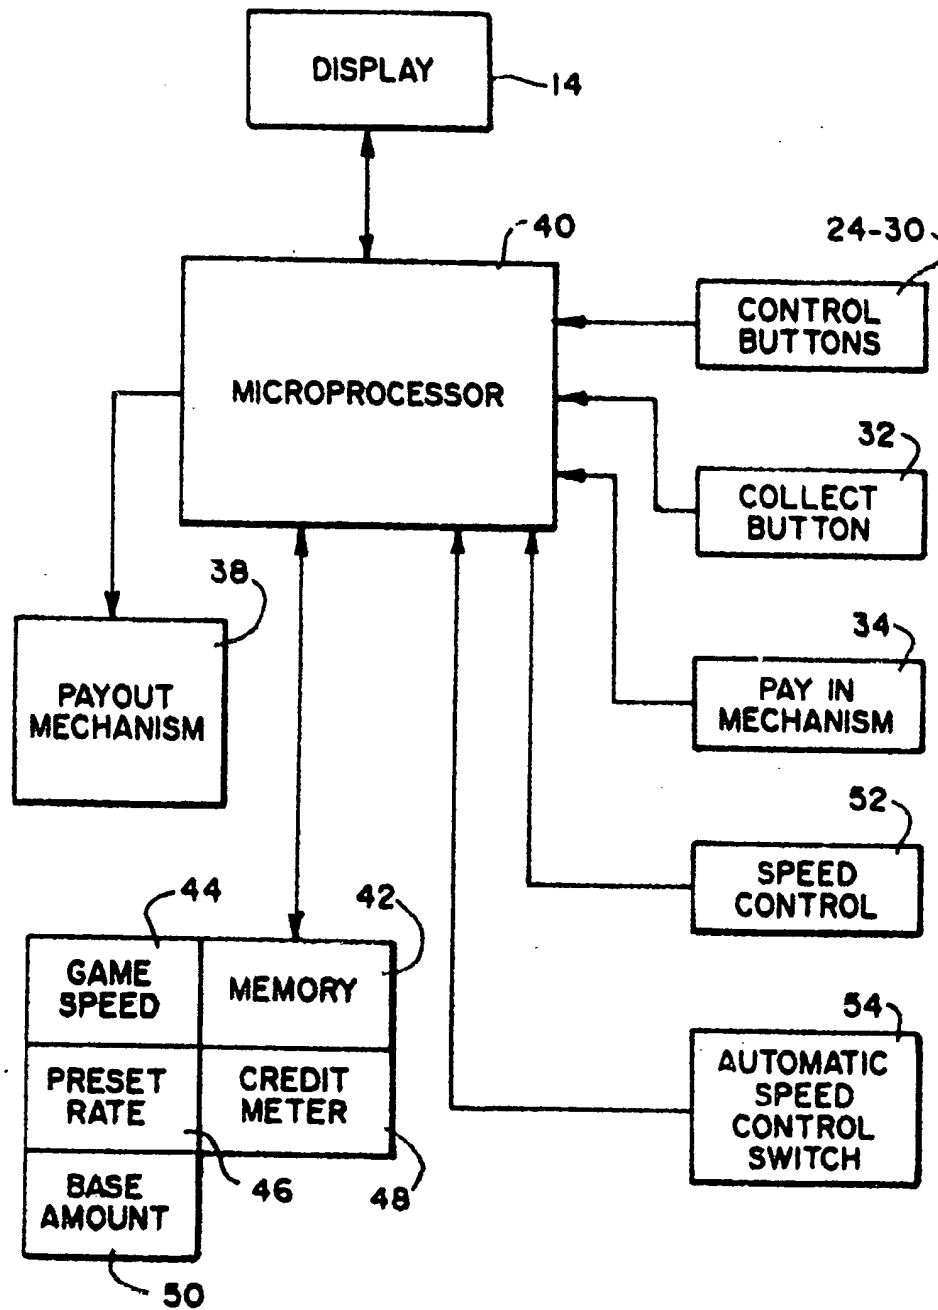 DISPLAY
14
40
24-30
CONTROL
BUTTONS
MICROPROCESSOR
32
COLLECT
BUTTON
38
34
PAYOUT
MECHANISM
PAY IN
MECHANISM
52
SPEED
CONTROL
44
42
GAME
SPEED
MEMORY
54
PRESET
RATE
CREDIT
METER
AUTOMATIC
SPEED
CONTROL
SWITCH
46
48
BASE
AMOUNT
50